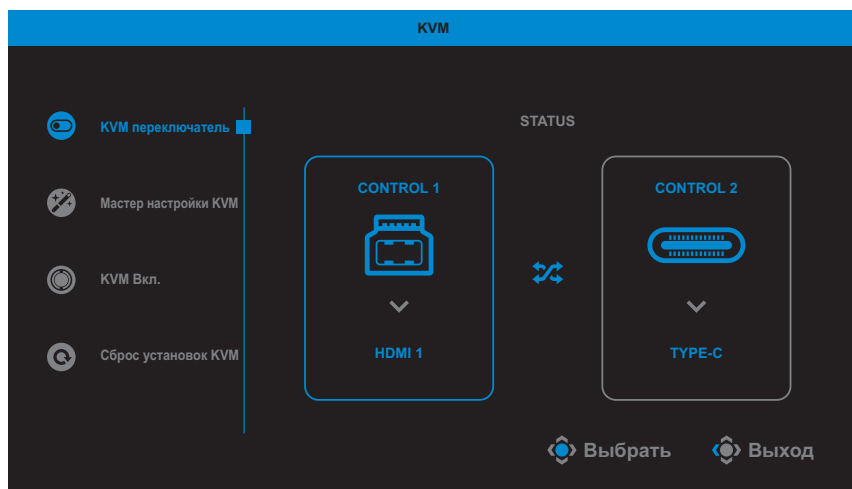 KVM
KVM переключатель
Мастер настройки KVM
KVM Вкл.
Сброс установок KVM
STATUS
CONTROL 1
HDMI 1
CONTROL 2
TYPE-C
Выбрать
Выход